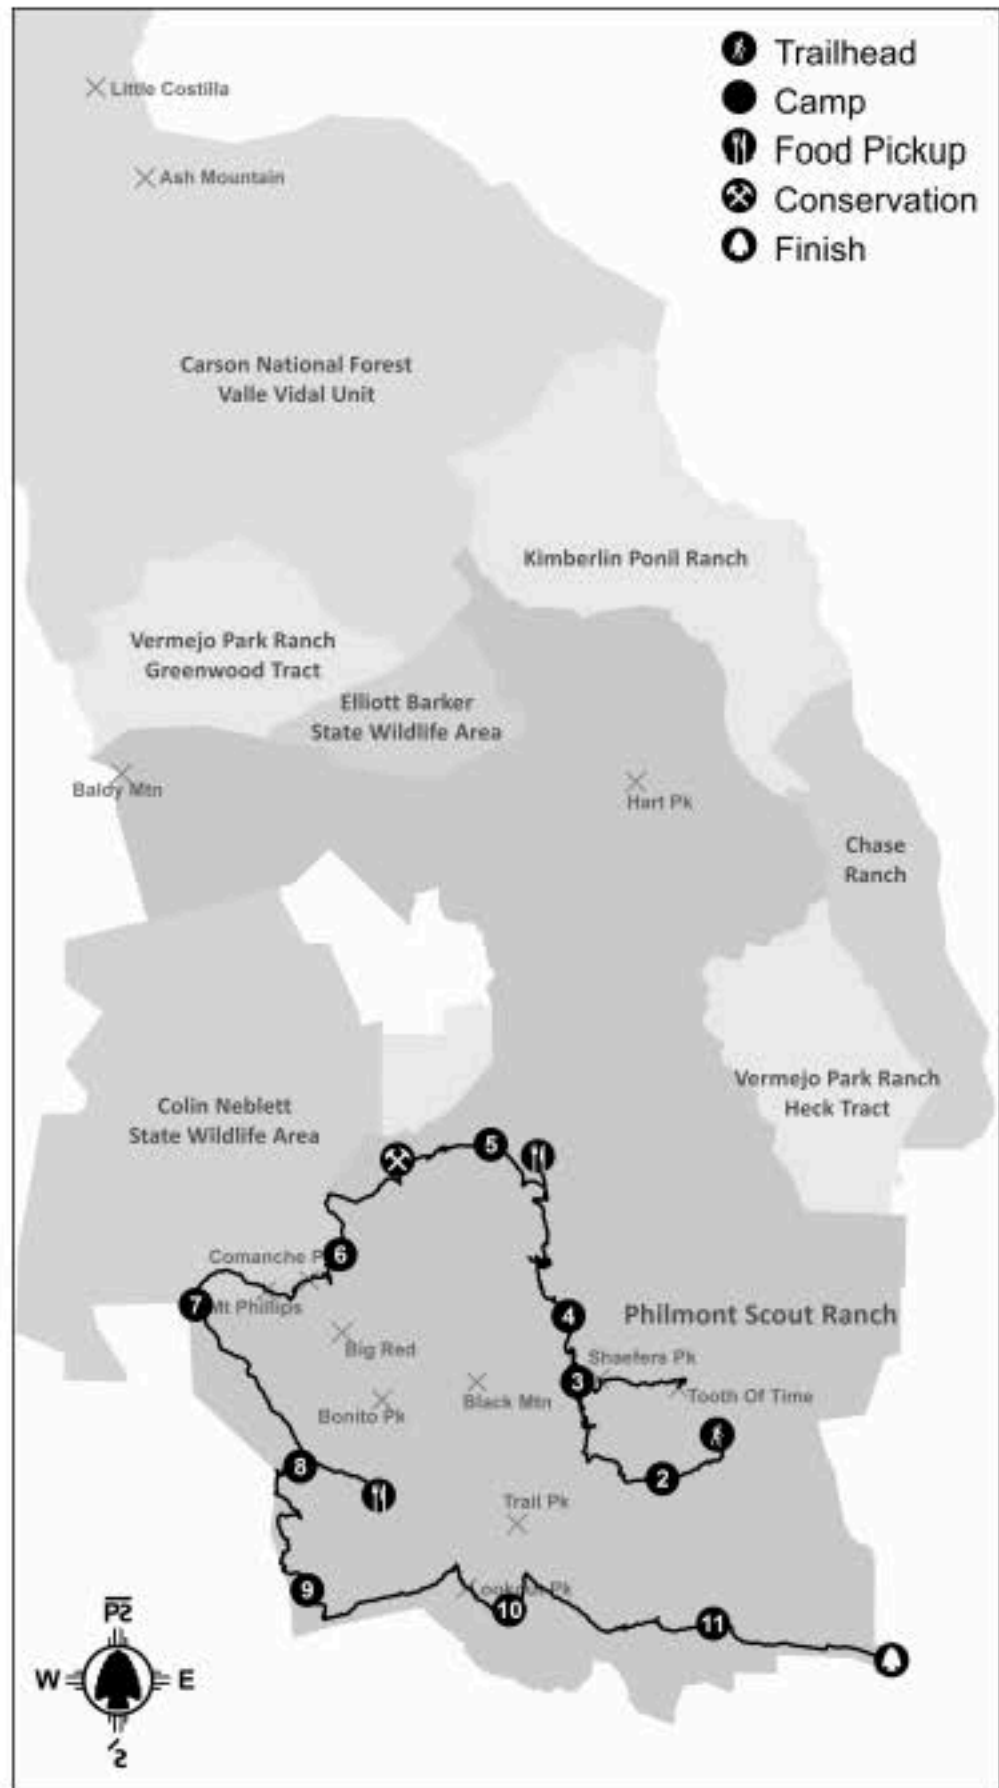 Trailhead
Camp
Food Pickup
Conservation
Finish
Little Costilla
Ash Mountain
Carson National Forest
Valle Vidal Unit
Kimberlin Ponil Ranch
Vermejo Park Ranch
Greenwood Tract
Elliott Barker
State Wildlife Area
Baldy Mtn
Hart Pk
Chase
Ranch
Vermejo Park Ranch
Heck Tract
Colin Neblett
State Wildlife Area
5
6
Comanche P
7
Mt Phillips
4
Philmont Scout Ranch
Big Red
Shaefers Pk
3
Black Mtn
Tooth Of Time
Bonito Pk
8
2
Trail Pk
9
Lookout Pk
10
11
W E